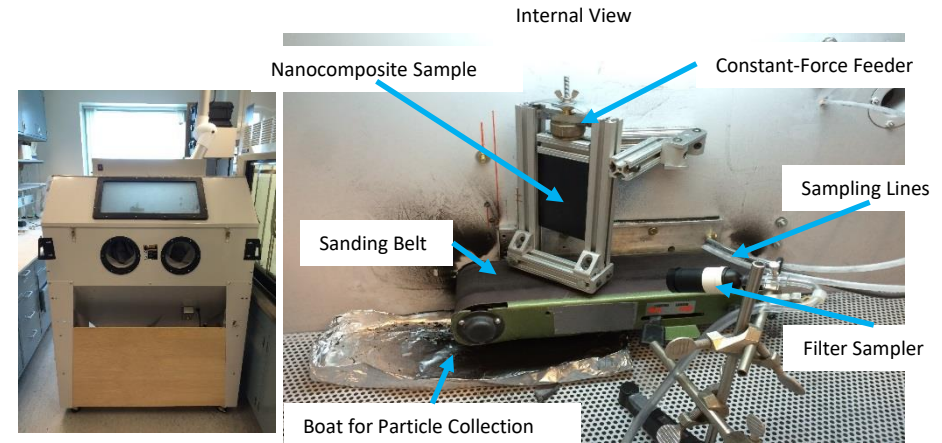 Internal View
Nanocomposite Sample
Constant-Force Feeder
Sampling Lines
Sanding Belt
Filter Sampler
Boat for Particle Collection